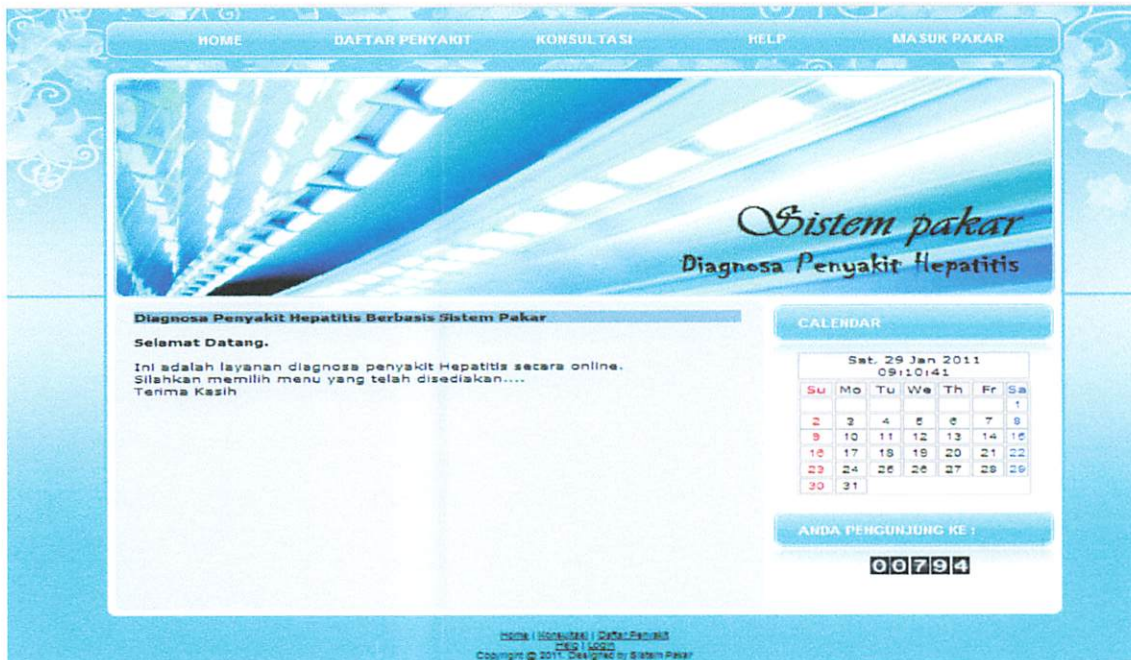 HOME DAFTAR PENYAKIT KONSULTASI HELP MASUK PAKAR
Sistem pakar
Diagnosa Penyakit Hepatitis
Diagnosa Penyakit Hepatitis Berbasis Sistem Pakar
Selamat Datang.
Ini adalah layanan diagnosa penyakit Hepatitis secara online.
Silahkan memilih menu yang telah disediakan....
Terima Kasih
CALENDAR
Sat, 29 Jan 2011
09:10:41
Su Mo Tu We Th Fr Sa
1
2 3 4 5 6 7 8
9 10 11 12 13 14 15
16 17 18 19 20 21 22
23 24 25 26 27 28 29
30 31
ANDA PENGUNJUNG KE :
00794
Home | Konsultasi | Daftar Penyakit
Help | Login
Copyright @ 2011. Designed by Sistem Pakar